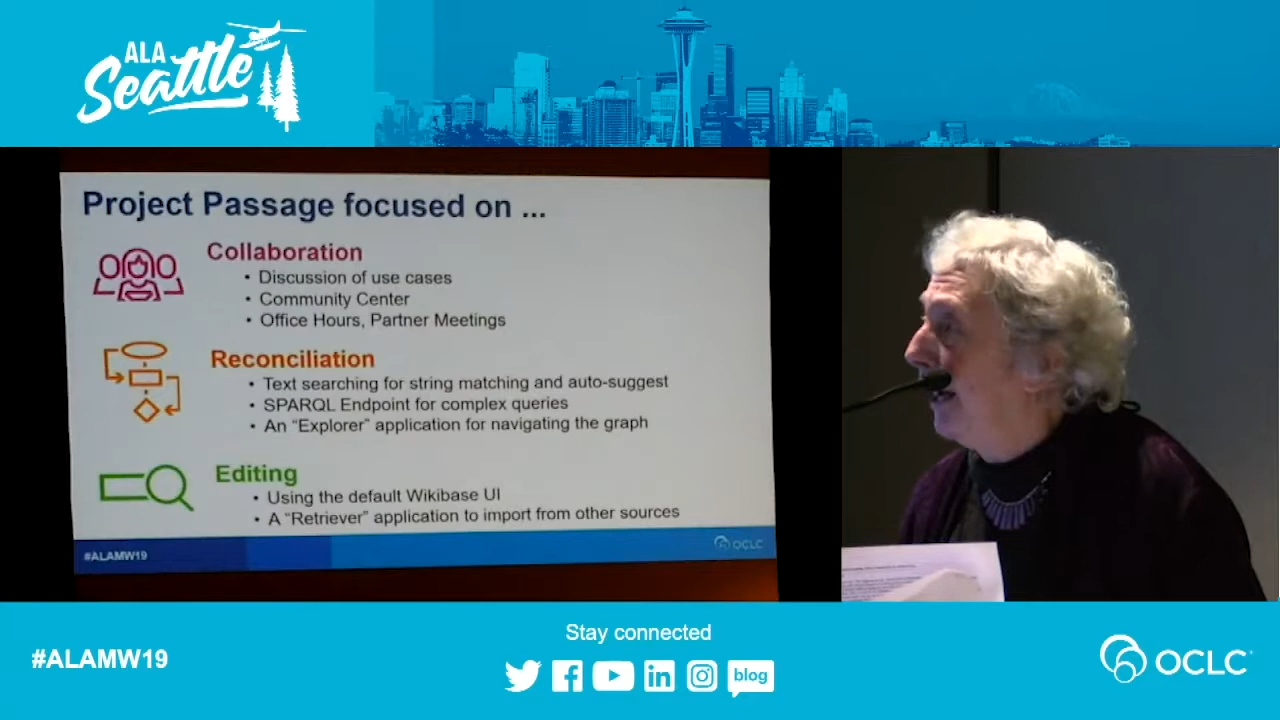 ALA
Seattle
Project Passage focused on ...
Collaboration
• Discussion of use cases
• Community Center
• Office Hours, Partner Meetings
Reconciliation
• Text searching for string matching and auto-suggest
• SPARQL Endpoint for complex queries
• An “Explorer” application for navigating the graph
Editing
• Using the default Wikibase UI
• A “Retriever” application to import from other sources
#ALAMW19
OCLC
Stay connected
#ALAMW19
blog
OCLC